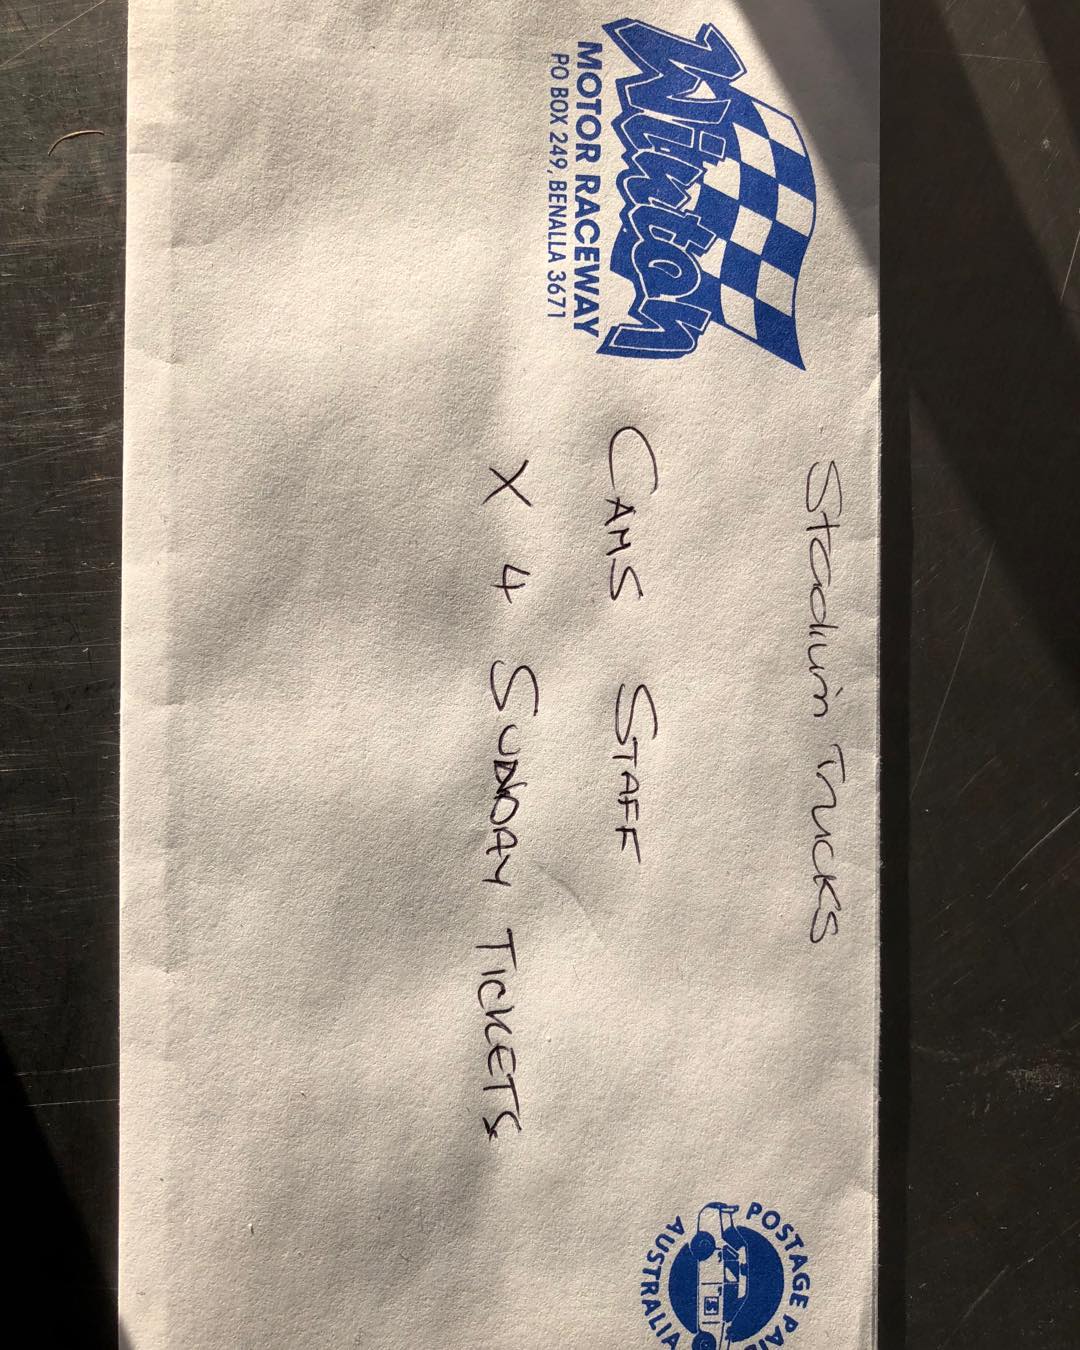 Winton
MOTOR RACEWAY
PO BOX 249, BENALLA 3671
Stadium Trucks
CAMS STAFF
X 4 SUNDAY TICKETS
POSTAGE PAID
AUSTRALIA